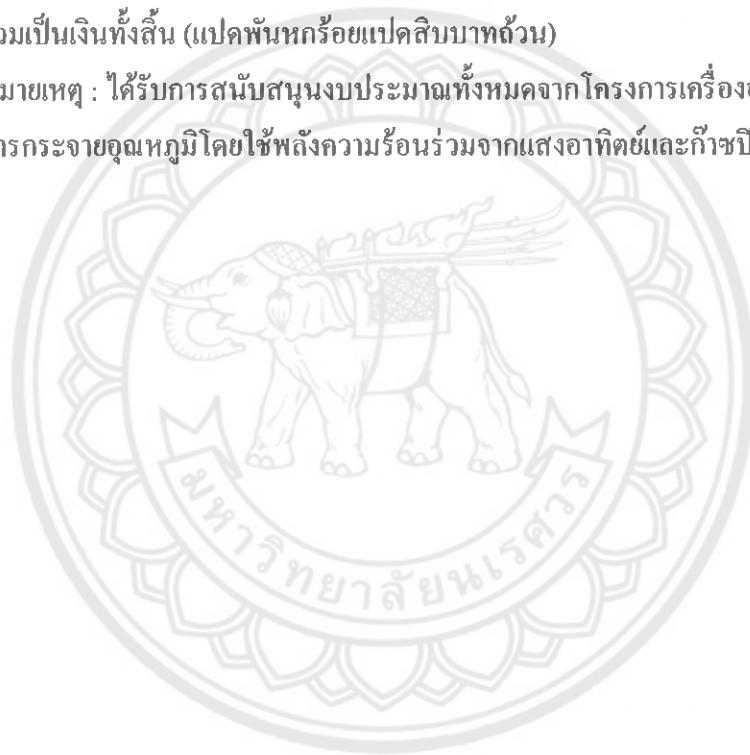 วมเป็นเงินทั้งสิ้น (แปดพันหกร้อยแปดสิบบาทถ้วน)
มายเหตุ : ได้รับการสนับสนุนงบประมาณทั้งหมดจากโครงการเครื่อง
ารกระจายอุณหภูมิโดยใช้พลังความร้อนร่วมจากแสงอาทิตย์และก๊าซปิ
มหาวิทยาลัยนเรศวร